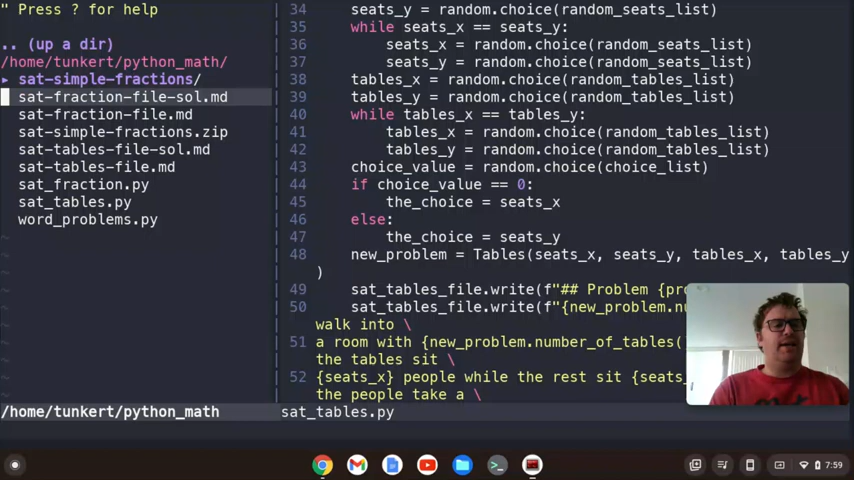 " Press ? for help
.. (up a dir)
/home/tunkert/python_math/
▸ sat-simple-fractions/
sat-fraction-file-sol.md
sat-fraction-file.md
sat-simple-fractions.zip
sat-tables-file-sol.md
sat-tables-file.md
sat_fraction.py
sat_tables.py
word_problems.py
~
~
~
~
~
~
~
~
~
~
/home/tunkert/python_math
34 seats_y = random.choice(random_seats_list)
35 while seats_x == seats_y:
36 seats_x = random.choice(random_seats_list)
37 seats_y = random.choice(random_seats_list)
38 tables_x = random.choice(random_tables_list)
39 tables_y = random.choice(random_tables_list)
40 while tables_x == tables_y:
41 tables_x = random.choice(random_tables_list)
42 tables_y = random.choice(random_tables_list)
43 choice_value = random.choice(choice_list)
44 if choice_value == 0:
45 the_choice = seats_x
46 else:
47 the_choice = seats_y
48 new_problem = Tables(seats_x, seats_y, tables_x, tables_y
)
49 sat_tables_file.write(f"## Problem {pro
50 sat_tables_file.write(f"{new_problem.nu
walk into \
51 a room with {new_problem.number_of_tables(
the tables sit \
52 {seats_x} people while the rest sit {seats_
the people take a \
sat_tables.py
7:59